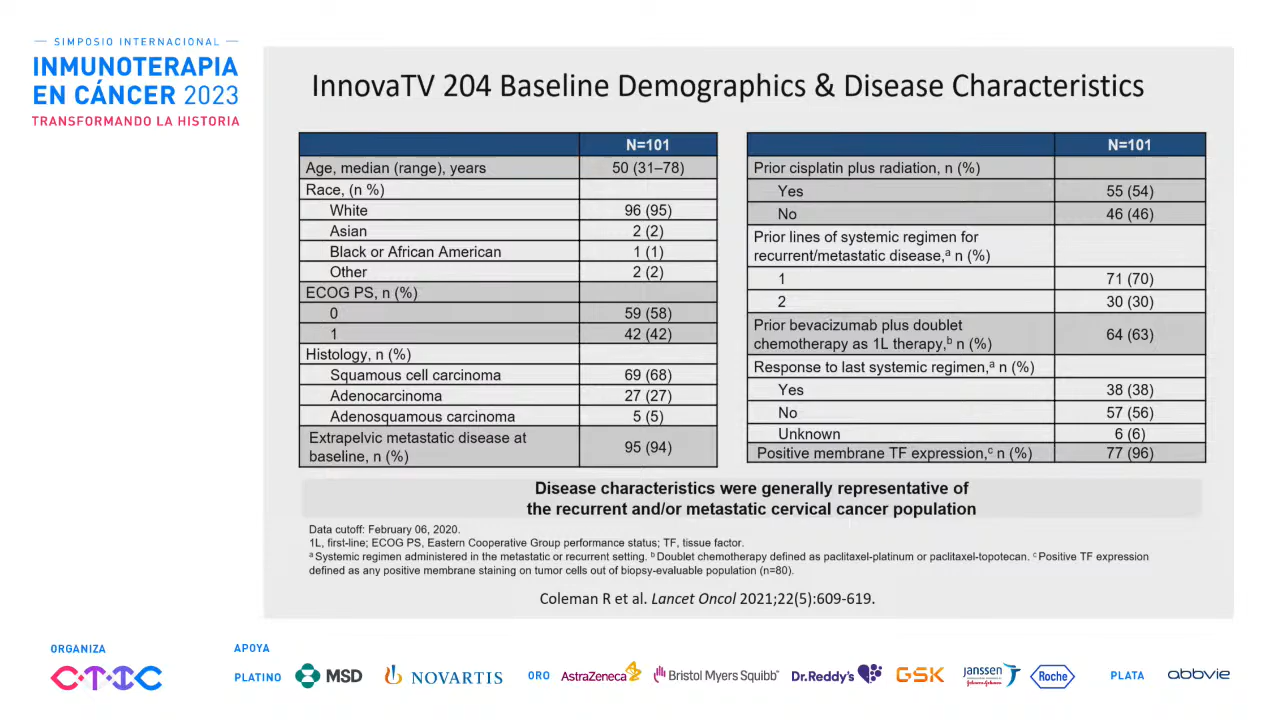 SIMPOSIO INTERNACIONAL
INMUNOTERAPIA
EN CÁNCER 2023
TRANSFORMANDO LA HISTORIA
InnovaTV 204 Baseline Demographics & Disease Characteristics
N=101
Age, median (range), years 50 (31–78)
Race, (n %)
White 96 (95)
Asian 2 (2)
Black or African American 1 (1)
Other 2 (2)
ECOG PS, n (%)
0 59 (58)
1 42 (42)
Histology, n (%)
Squamous cell carcinoma 69 (68)
Adenocarcinoma 27 (27)
Adenosquamous carcinoma 5 (5)
Extrapelvic metastatic disease at
baseline, n (%) 95 (94)
N=101
Prior cisplatin plus radiation, n (%)
Yes 55 (54)
No 46 (46)
Prior lines of systemic regimen for
recurrent/metastatic disease,ᵃ n (%)
1 71 (70)
2 30 (30)
Prior bevacizumab plus doublet
chemotherapy as 1L therapy,ᵇ n (%) 64 (63)
Response to last systemic regimen,ᵃ n (%)
Yes 38 (38)
No 57 (56)
Unknown 6 (6)
Positive membrane TF expression,ᶜ n (%) 77 (96)
Disease characteristics were generally representative of
the recurrent and/or metastatic cervical cancer population
Data cutoff: February 06, 2020.
1L, first-line; ECOG PS, Eastern Cooperative Group performance status; TF, tissue factor.
ᵃ Systemic regimen administered in the metastatic or recurrent setting. ᵇ Doublet chemotherapy defined as paclitaxel-platinum or paclitaxel-topotecan. ᶜ Positive TF expression
defined as any positive membrane staining on tumor cells out of biopsy-evaluable population (n=80).
Coleman R et al. Lancet Oncol 2021;22(5):609-619.
ORGANIZA
CTIC
APOYA
PLATINO MSD NOVARTIS ORO AstraZeneca Bristol Myers Squibb Dr.Reddy's GSK Janssen Johnson & Johnson Roche PLATA abbvie